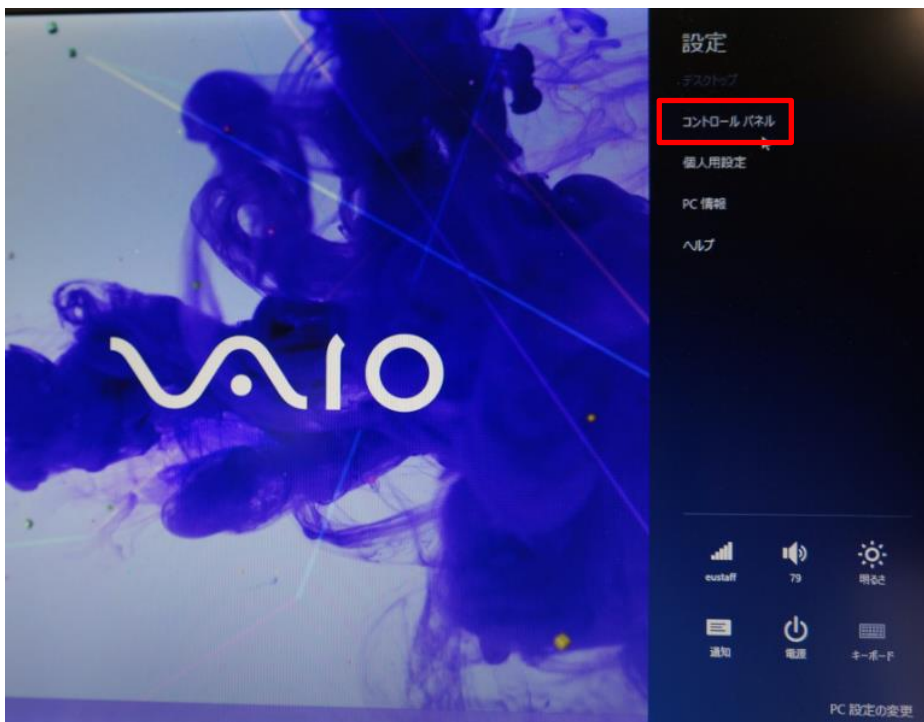 設定
デスクトップ
コントロール パネル
個人用設定
PC 情報
ヘルプ
VAIO
eustaff
79
明るさ
通知
電源
キーボード
PC 設定の変更